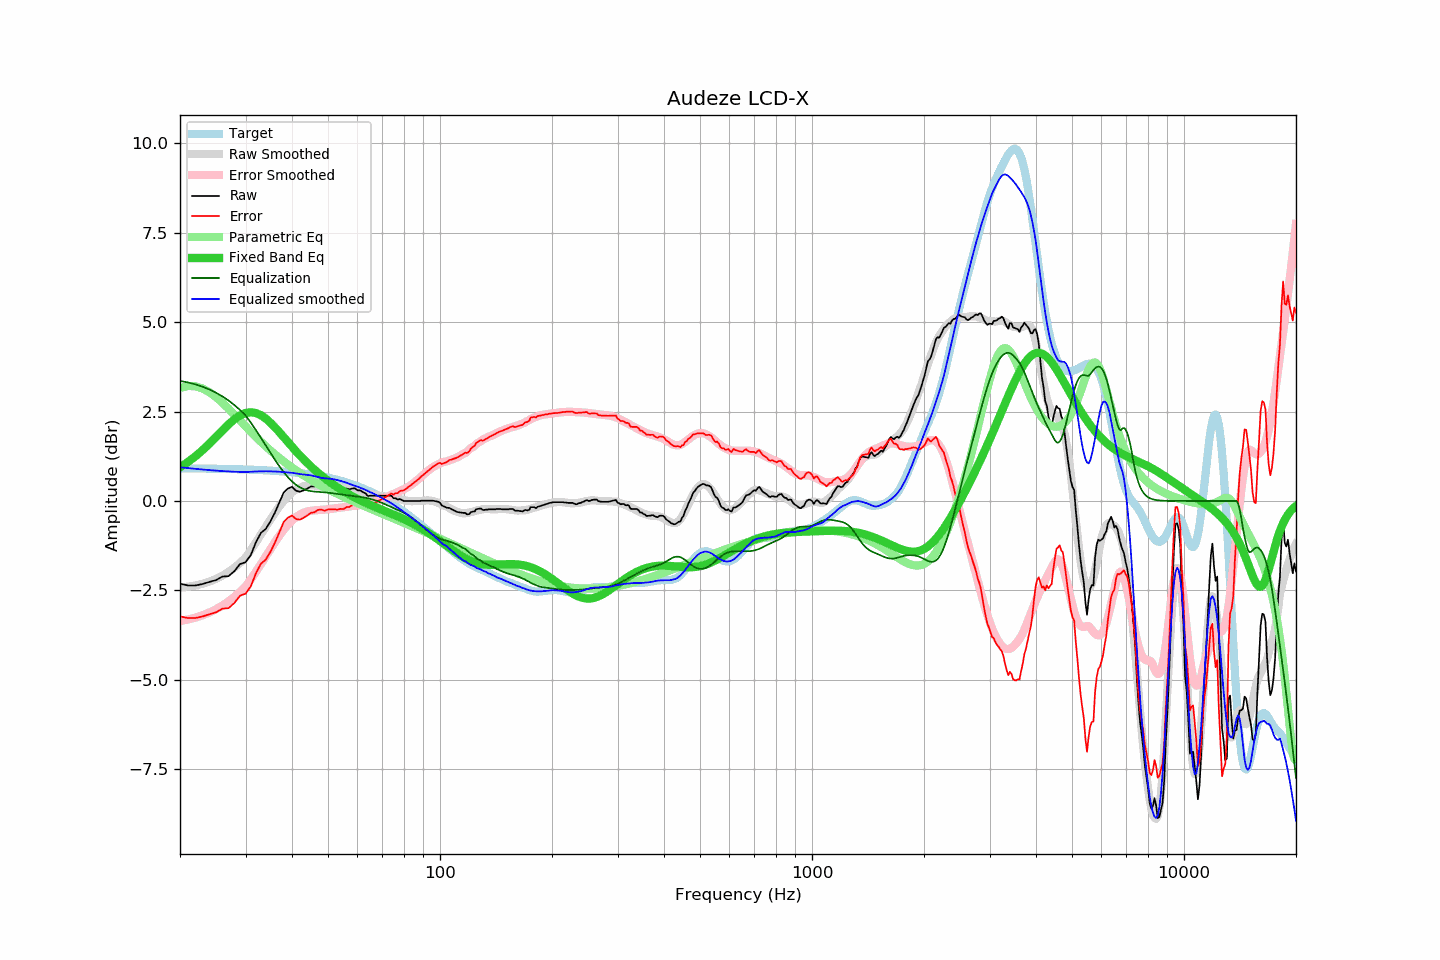 Audeze LCD-X
Target
Raw Smoothed
Error Smoothed
Raw
Error
Parametric Eq
Fixed Band Eq
Equalization
Equalized smoothed
10.0
7.5
5.0
2.5
0.0
−2.5
−5.0
−7.5
Amplitude (dBr)
100 1000 10000
Frequency (Hz)